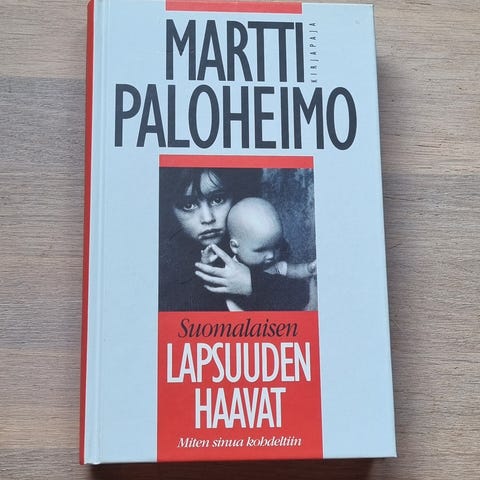 MARTTI
KIRJAPAJA
PALOHEIMO
Suomalaisen
LAPSUUDEN
HAAVAT
Miten sinua kohdeltiin